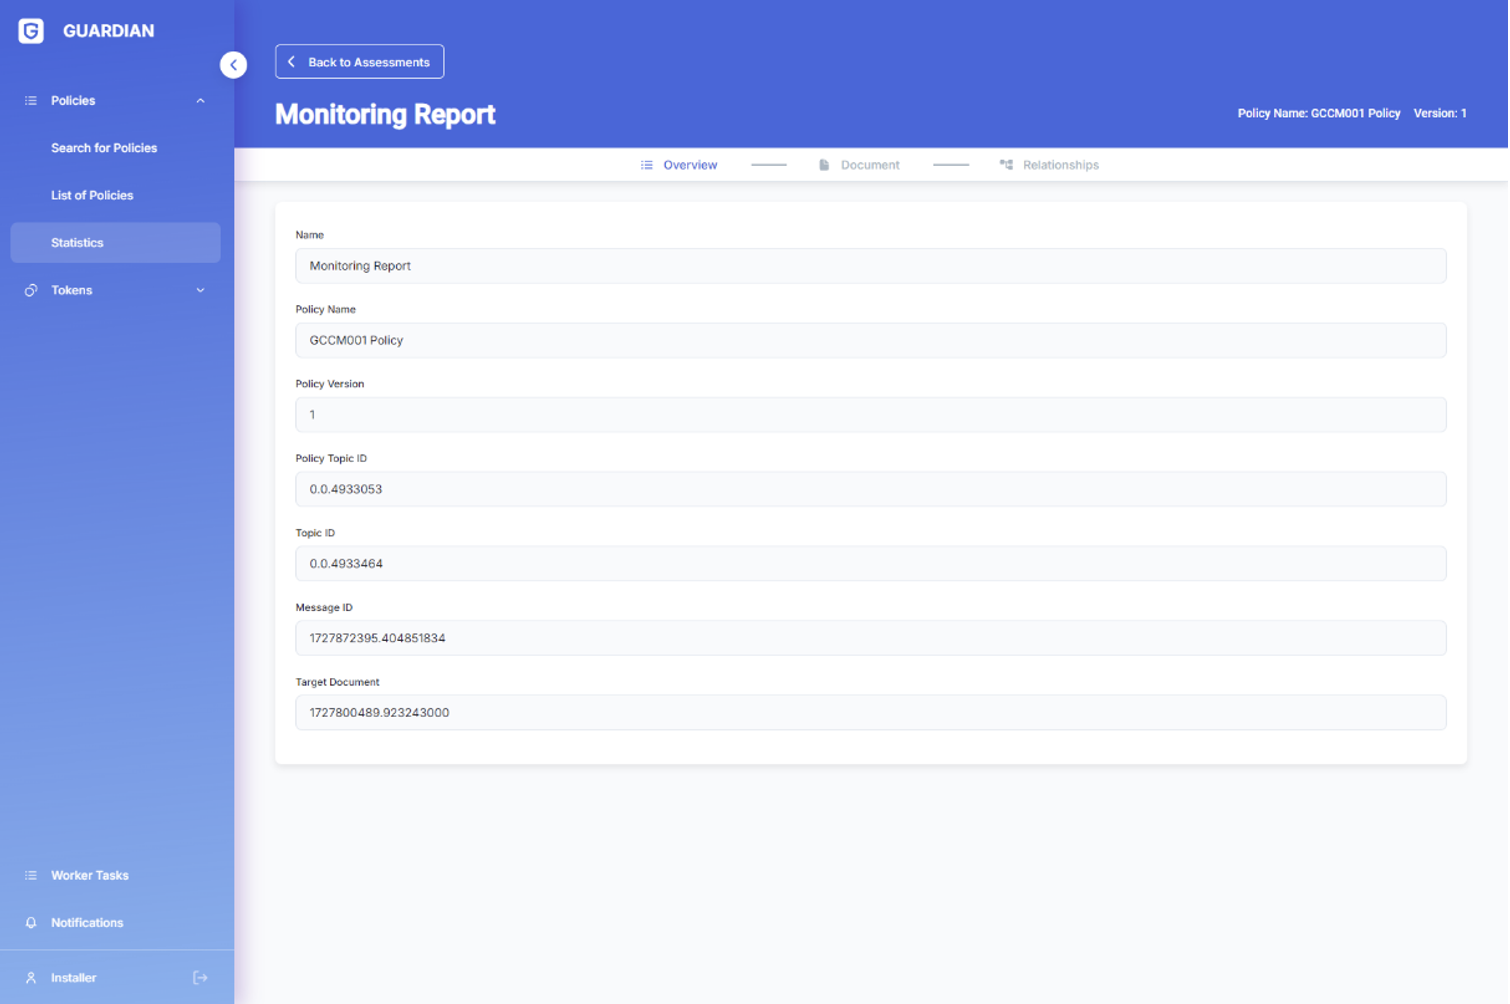 GUARDIAN
Policies
Search for Policies
List of Policies
Statistics
Tokens
Worker Tasks
Notifications
Installer
Back to Assessments
Monitoring Report
Policy Name: GCCM001 Policy Version: 1
Overview
Document
Relationships
Name
Monitoring Report
Policy Name
GCCM001 Policy
Policy Version
1
Policy Topic ID
0.0.4933053
Topic ID
0.0.4933464
Message ID
1727872395.404851834
Target Document
1727800489.923243000